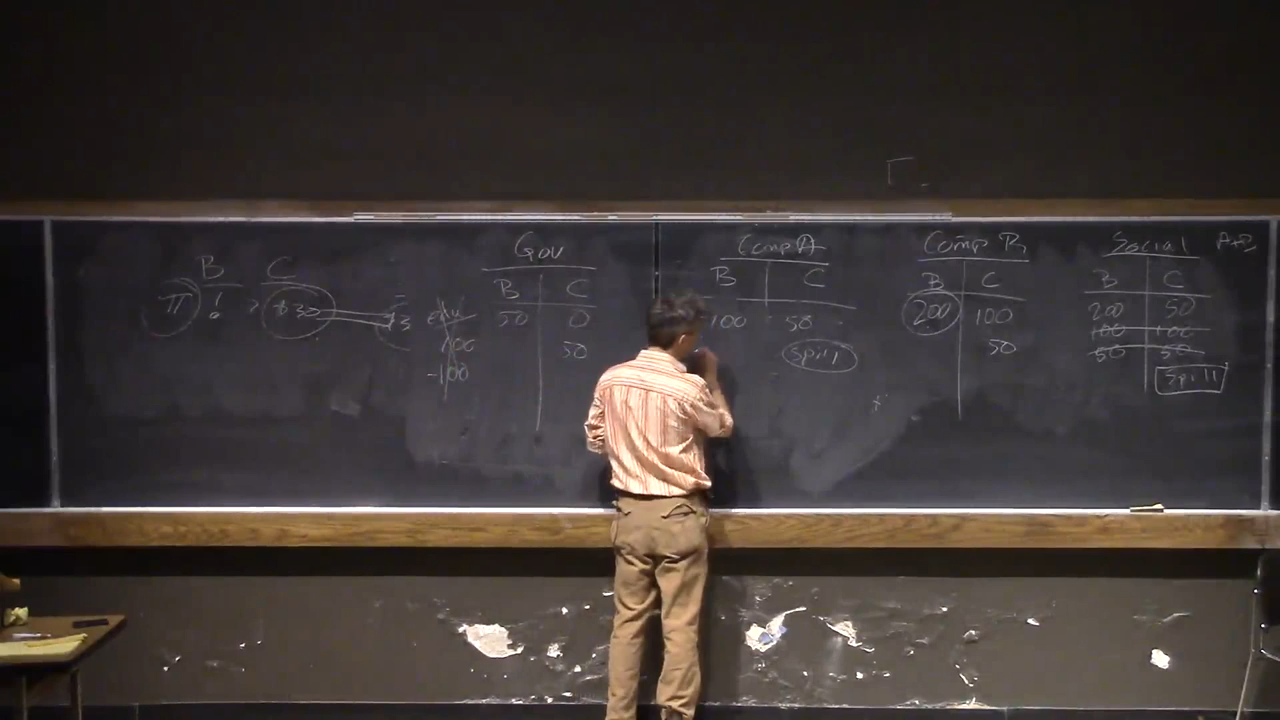 B C
π ! > $30
Gov
B C
50 0
50
100
-100
Comp A
B C
100 50
Spill
Comp B
B C
200 100
50
Social A+B
B C
200 50
100 100
50 50
Spill